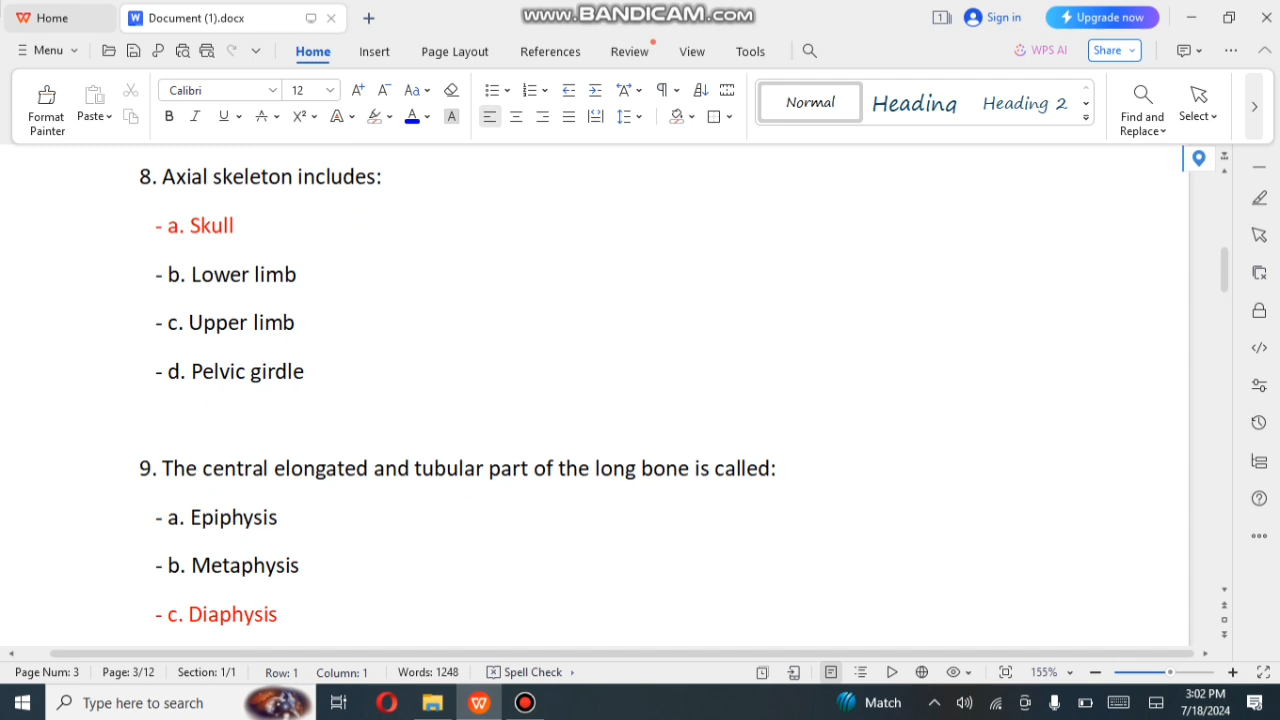 www.BANDICAM.com
Home
Document (1).docx
Sign in
Upgrade now
Menu
Home
Insert
Page Layout
References
Review
View
Tools
WPS AI
Share
Format Painter
Paste
Calibri
12
Normal
Heading
Heading 2
Find and Replace
Select
8. Axial skeleton includes:
- a. Skull
- b. Lower limb
- c. Upper limb
- d. Pelvic girdle
9. The central elongated and tubular part of the long bone is called:
- a. Epiphysis
- b. Metaphysis
- c. Diaphysis
Page Num: 3
Page: 3/12
Section: 1/1
Row: 1
Column: 1
Words: 1248
Spell Check
155%
Type here to search
Match
3:02 PM
7/18/2024